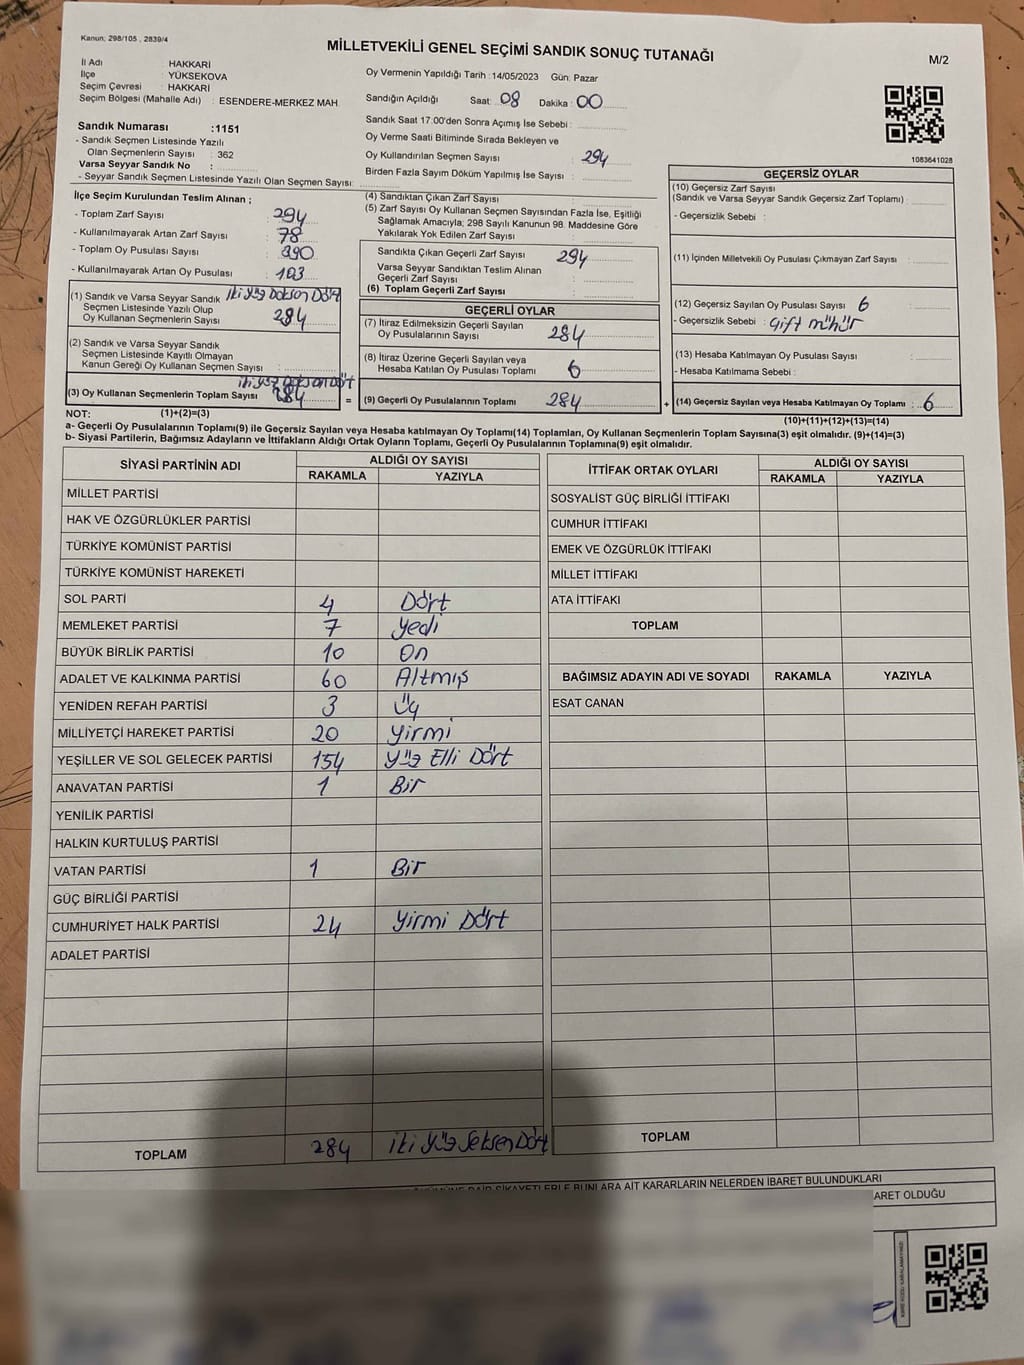 Kanun: 298/105 , 2839/4
MİLLETVEKİLİ GENEL SEÇİMİ SANDIK SONUÇ TUTANAĞI
M/2
İl Adı : HAKKARİ
İlçe : YÜKSEKOVA
Seçim Çevresi : HAKKARİ
Seçim Bölgesi (Mahalle Adı) : ESENDERE-MERKEZ MAH.
Sandık Numarası :1151
- Sandık Seçmen Listesinde Yazılı
Olan Seçmenlerin Sayısı : 362
Varsa Seyyar Sandık No :
- Seyyar Sandık Seçmen Listesinde Yazılı Olan Seçmen Sayısı:
Oy Vermenin Yapıldığı Tarih :14/05/2023 Gün: Pazar
Sandığın Açıldığı Saat: 08 Dakika : 00
Sandık Saat 17:00'den Sonra Açımış İse Sebebi :
Oy Verme Saati Bitiminde Sırada Bekleyen ve
Oy Kullandırılan Seçmen Sayısı : 294
Birden Fazla Sayım Döküm Yapılmış İse Sayısı :
1083641028
İlçe Seçim Kurulundan Teslim Alınan ;
- Toplam Zarf Sayısı : 294
- Kullanılmayarak Artan Zarf Sayısı : 78
- Toplam Oy Pusulası Sayısı : 390
- Kullanılmayarak Artan Oy Pusulası : 103
(1) Sandık ve Varsa Seyyar Sandık iki yüz Doksen Dört
Seçmen Listesinde Yazılı Olup
Oy Kullanan Seçmenlerin Sayısı : 284
(2) Sandık ve Varsa Seyyar Sandık
Seçmen Listesinde Kayıtlı Olmayan
Kanun Gereği Oy Kullanan Seçmen Sayısı :
iki yüz Doksan Dört
(3) Oy Kullanan Seçmenlerin Toplam Sayısı =
(4) Sandıktan Çıkan Zarf Sayısı :
(5) Zarf Sayısı Oy Kullanan Seçmen Sayısından Fazla İse, Eşitliği
Sağlamak Amacıyla; 298 Sayılı Kanunun 98. Maddesine Göre
Yakılarak Yok Edilen Zarf Sayısı :
Sandıkta Çıkan Geçerli Zarf Sayısı : 294
Varsa Seyyar Sandıktan Teslim Alınan
Geçerli Zarf Sayısı :
(6) Toplam Geçerli Zarf Sayısı :
GEÇERLİ OYLAR
(7) İtiraz Edilmeksizin Geçerli Sayılan
Oy Pusulalarının Sayısı : 284
(8) İtiraz Üzerine Geçerli Sayılan veya
Hesaba Katılan Oy Pusulası Toplamı : 6
(9) Geçerli Oy Pusulalarının Toplamı : 284 +
GEÇERSİZ OYLAR
(10) Geçersiz Zarf Sayısı
(Sandık ve Varsa Seyyar Sandık Geçersiz Zarf Toplamı) :
- Geçersizlik Sebebi :
(11) İçinden Milletvekili Oy Pusulası Çıkmayan Zarf Sayısı :
(12) Geçersiz Sayılan Oy Pusulası Sayısı : 6
- Geçersizlik Sebebi : Çift mühür
(13) Hesaba Katılmayan Oy Pusulası Sayısı :
- Hesaba Katılmama Sebebi :
(14) Geçersiz Sayılan veya Hesaba Katılmayan Oy Toplamı : 6
NOT: (1)+(2)=(3)
(10)+(11)+(12)+(13)=(14)
a- Geçerli Oy Pusulalarının Toplamı(9) ile Geçersiz Sayılan veya Hesaba katılmayan Oy Toplamı(14) Toplamları, Oy Kullanan Seçmenlerin Toplam Sayısına(3) eşit olmalıdır. (9)+(14)=(3)
b- Siyasi Partilerin, Bağımsız Adayların ve İttifakların Aldığı Ortak Oyların Toplamı, Geçerli Oy Pusulalarının Toplamına(9) eşit olmalıdır.
SİYASİ PARTİNİN ADI ALDIĞI OY SAYISI
RAKAMLA YAZIYLA
MİLLET PARTİSİ
HAK VE ÖZGÜRLÜKLER PARTİSİ
TÜRKİYE KOMÜNİST PARTİSİ
TÜRKİYE KOMÜNİST HAREKETİ
SOL PARTİ 4 Dört
MEMLEKET PARTİSİ 7 yedi
BÜYÜK BİRLİK PARTİSİ 10 On
ADALET VE KALKINMA PARTİSİ 60 Altmış
YENİDEN REFAH PARTİSİ 3 Üç
MİLLİYETÇİ HAREKET PARTİSİ 20 yirmi
YEŞİLLER VE SOL GELECEK PARTİSİ 154 yüz Elli Dört
ANAVATAN PARTİSİ 1 Bir
YENİLİK PARTİSİ
HALKIN KURTULUŞ PARTİSİ
VATAN PARTİSİ 1 Bir
GÜÇ BİRLİĞİ PARTİSİ
CUMHURİYET HALK PARTİSİ 24 yirmi Dört
ADALET PARTİSİ
TOPLAM 284 iki yüz Seksen Dört
İTTİFAK ORTAK OYLARI ALDIĞI OY SAYISI
RAKAMLA YAZIYLA
SOSYALİST GÜÇ BİRLİĞİ İTTİFAKI
CUMHUR İTTİFAKI
EMEK VE ÖZGÜRLÜK İTTİFAKI
MİLLET İTTİFAKI
ATA İTTİFAKI
TOPLAM
BAĞIMSIZ ADAYIN ADI VE SOYADI RAKAMLA YAZIYLA
ESAT CANAN
TOPLAM
ŞİKAYETLERLE BUNLARA AİT KARARLARIN NELERDEN İBARET BULUNDUKLARI
ARET OLDUĞU